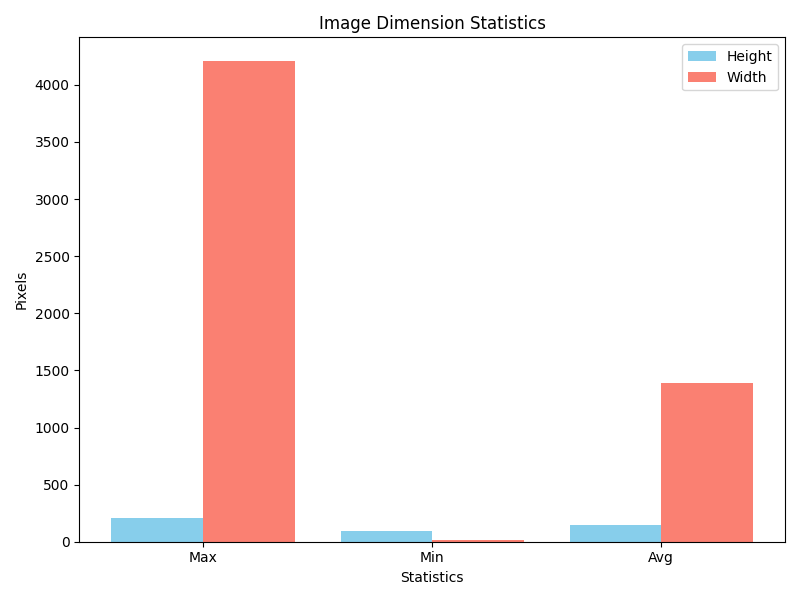 Image Dimension Statistics
Height
Width
Pixels
4000
3500
3000
2500
2000
1500
1000
500
0
Max
Min
Avg
Statistics